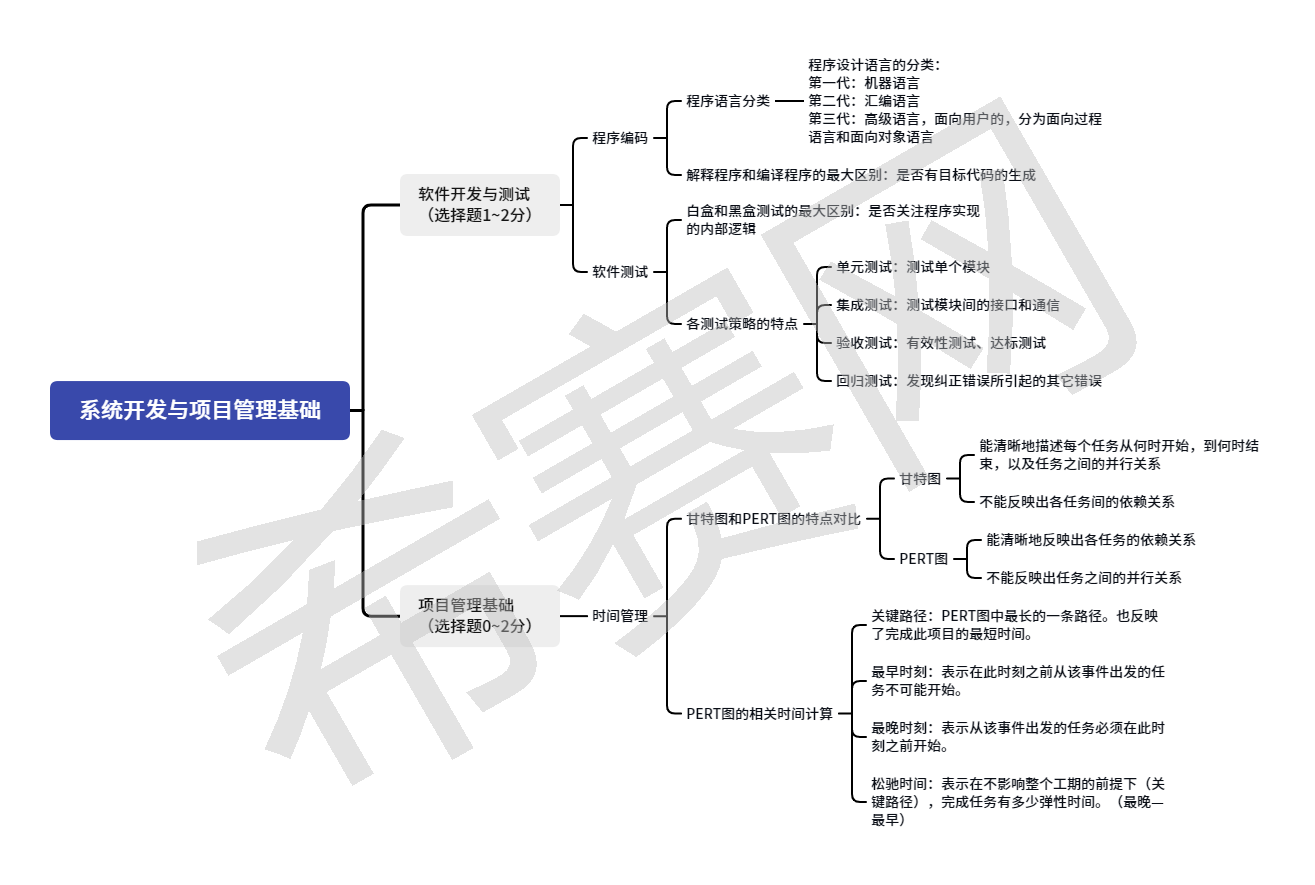 系统开发与项目管理基础
软件开发与测试
（选择题1~2分）
程序编码
程序语言分类
程序设计语言的分类：
第一代：机器语言
第二代：汇编语言
第三代：高级语言，面向用户的，分为面向过程
语言和面向对象语言
解释程序和编译程序的最大区别：是否有目标代码的生成
软件测试
白盒和黑盒测试的最大区别：是否关注程序实现
的内部逻辑
各测试策略的特点
单元测试：测试单个模块
集成测试：测试模块间的接口和通信
验收测试：有效性测试、达标测试
回归测试：发现纠正错误所引起的其它错误
项目管理基础
（选择题0~2分）
时间管理
甘特图和PERT图的特点对比
甘特图
能清晰地描述每个任务从何时开始，到何时结
束，以及任务之间的并行关系
不能反映出各任务间的依赖关系
PERT图
能清晰地反映出各任务的依赖关系
不能反映出任务之间的并行关系
PERT图的相关时间计算
关键路径：PERT图中最长的一条路径。也反映
了完成此项目的最短时间。
最早时刻：表示在此时刻之前从该事件出发的任
务不可能开始。
最晚时刻：表示从该事件出发的任务必须在此时
刻之前开始。
松驰时间：表示在不影响整个工期的前提下（关
键路径），完成任务有多少弹性时间。（最晚—
最早）
希赛网